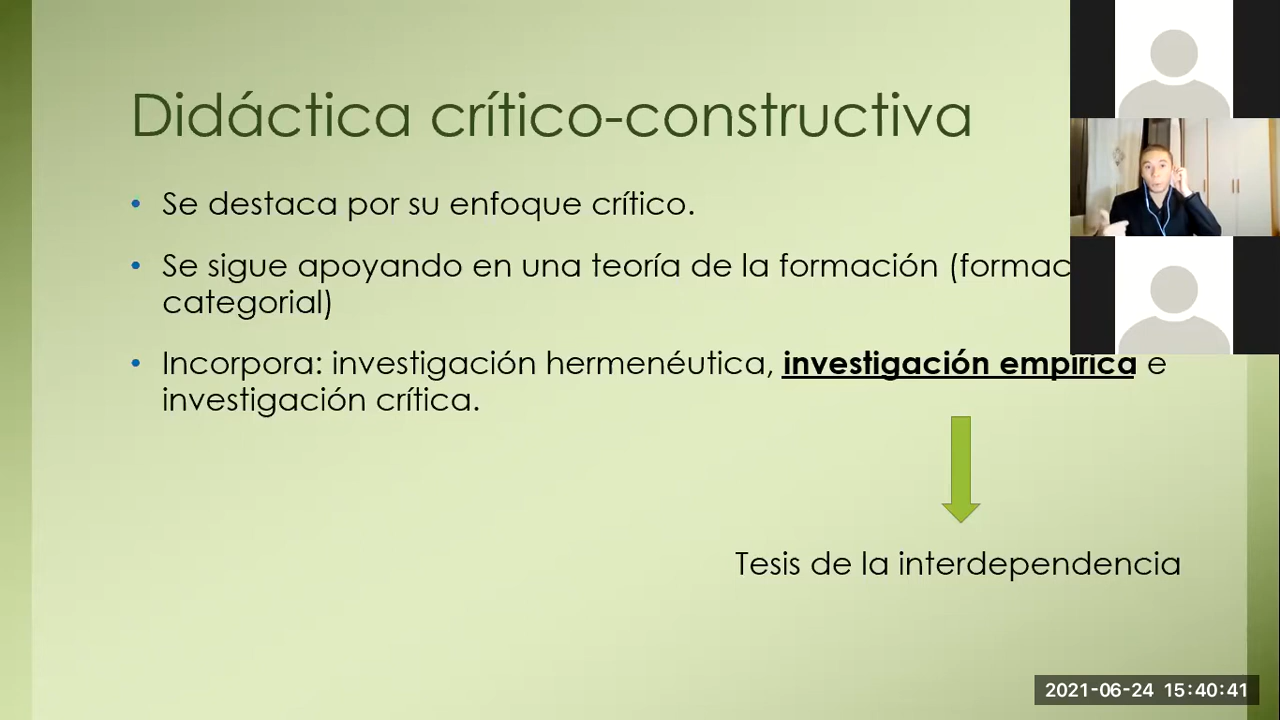 Didáctica crítico-constructiva
• Se destaca por su enfoque crítico.
• Se sigue apoyando en una teoría de la formación
categorial)
• Incorpora: investigación hermenéutica, investigación empírica e
investigación crítica.
Tesis de la interdependencia
2021-06-24 15:40:41